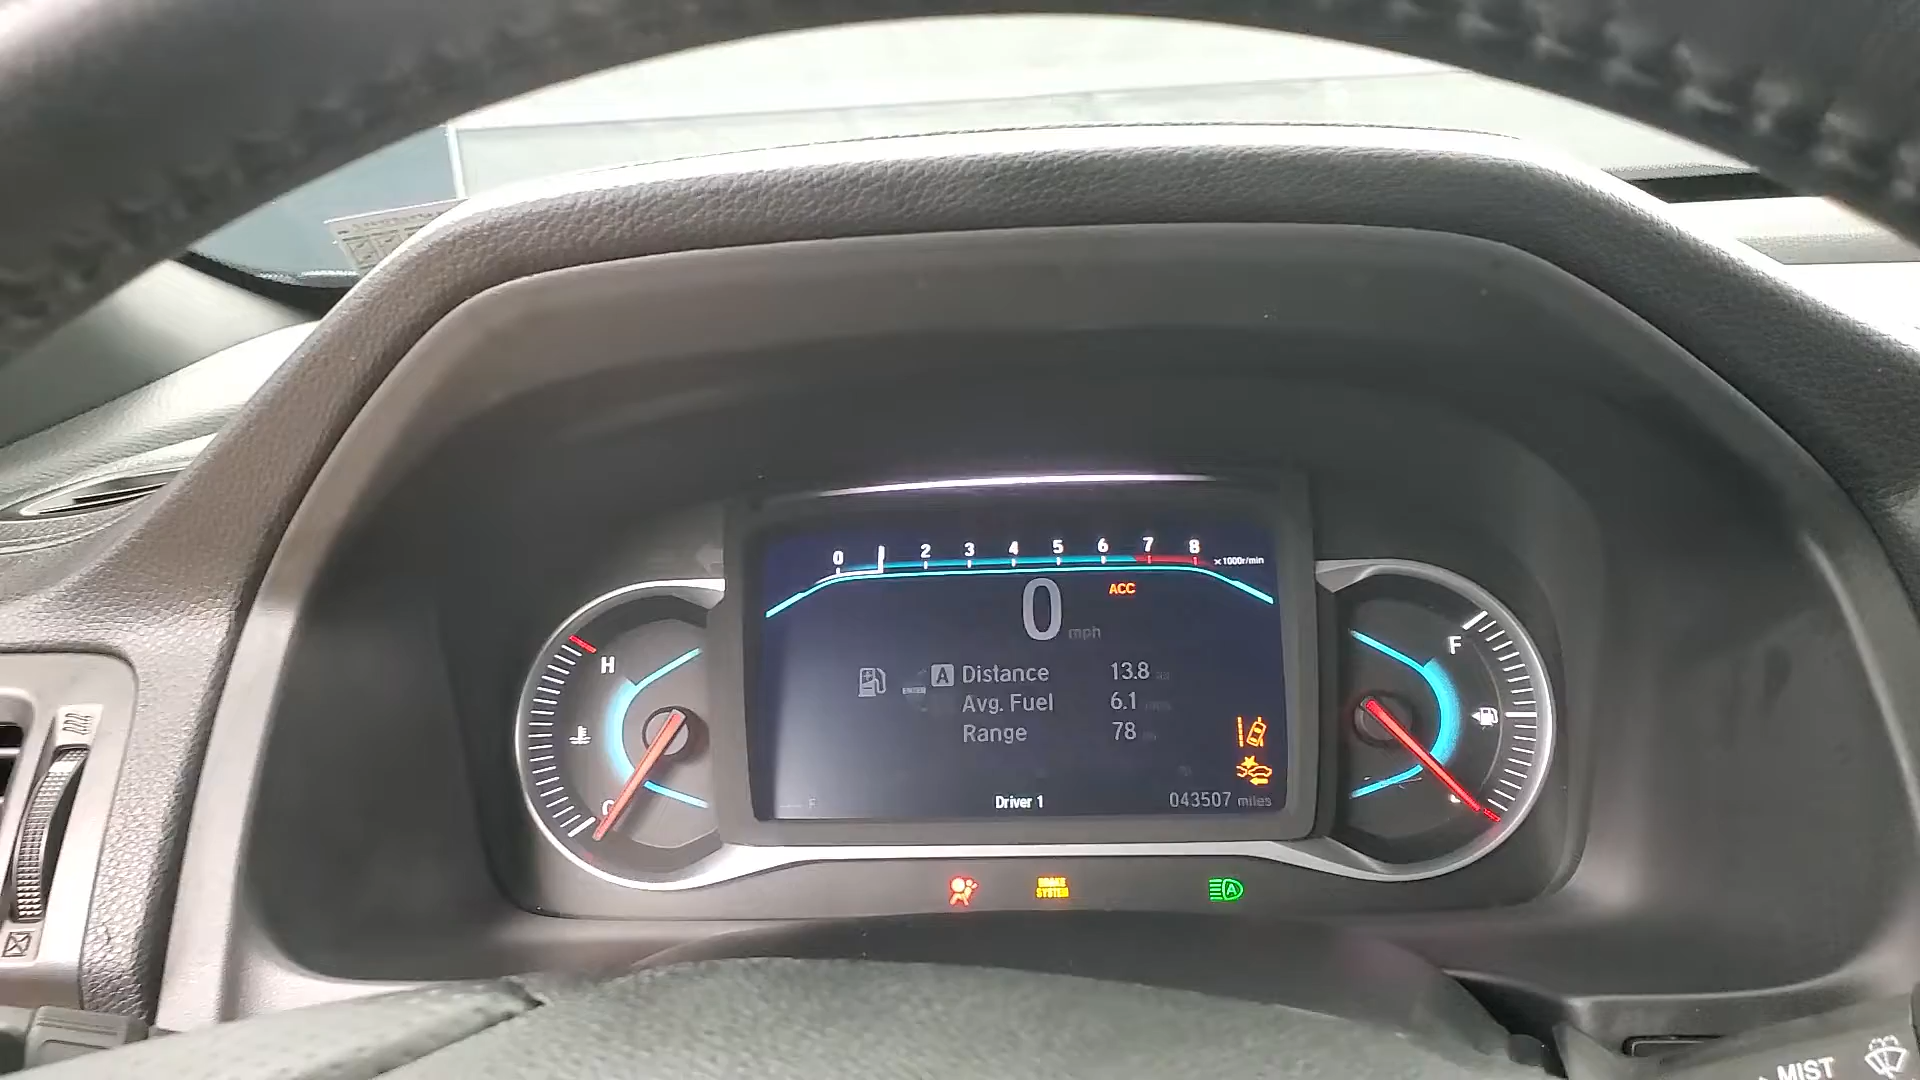 0 2 3 4 5 6 7 8 ×1000r/min
ACC
0 mph
A Distance 13.8
Avg. Fuel 6.1
Range 78
H
C
F
F
Driver 1
043507 miles
BRAKE
SYSTEM
A
MIST